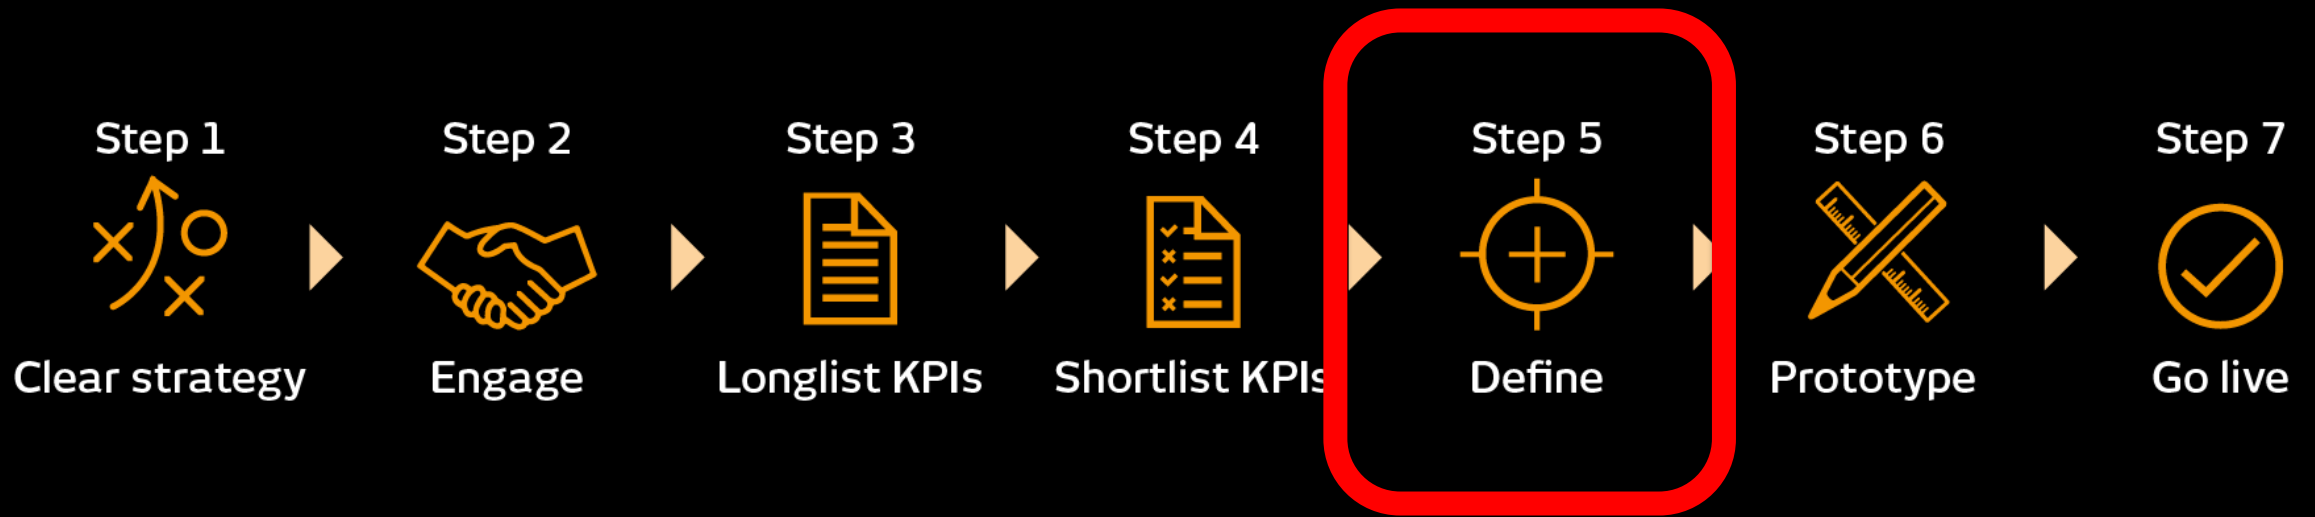 Step 1
Step 2
Step 3
Step 4
Step 5
Step 6
Step 7
Clear strategy
Engage
Longlist KPIs
Shortlist KPIs
Define
Prototype
Go live